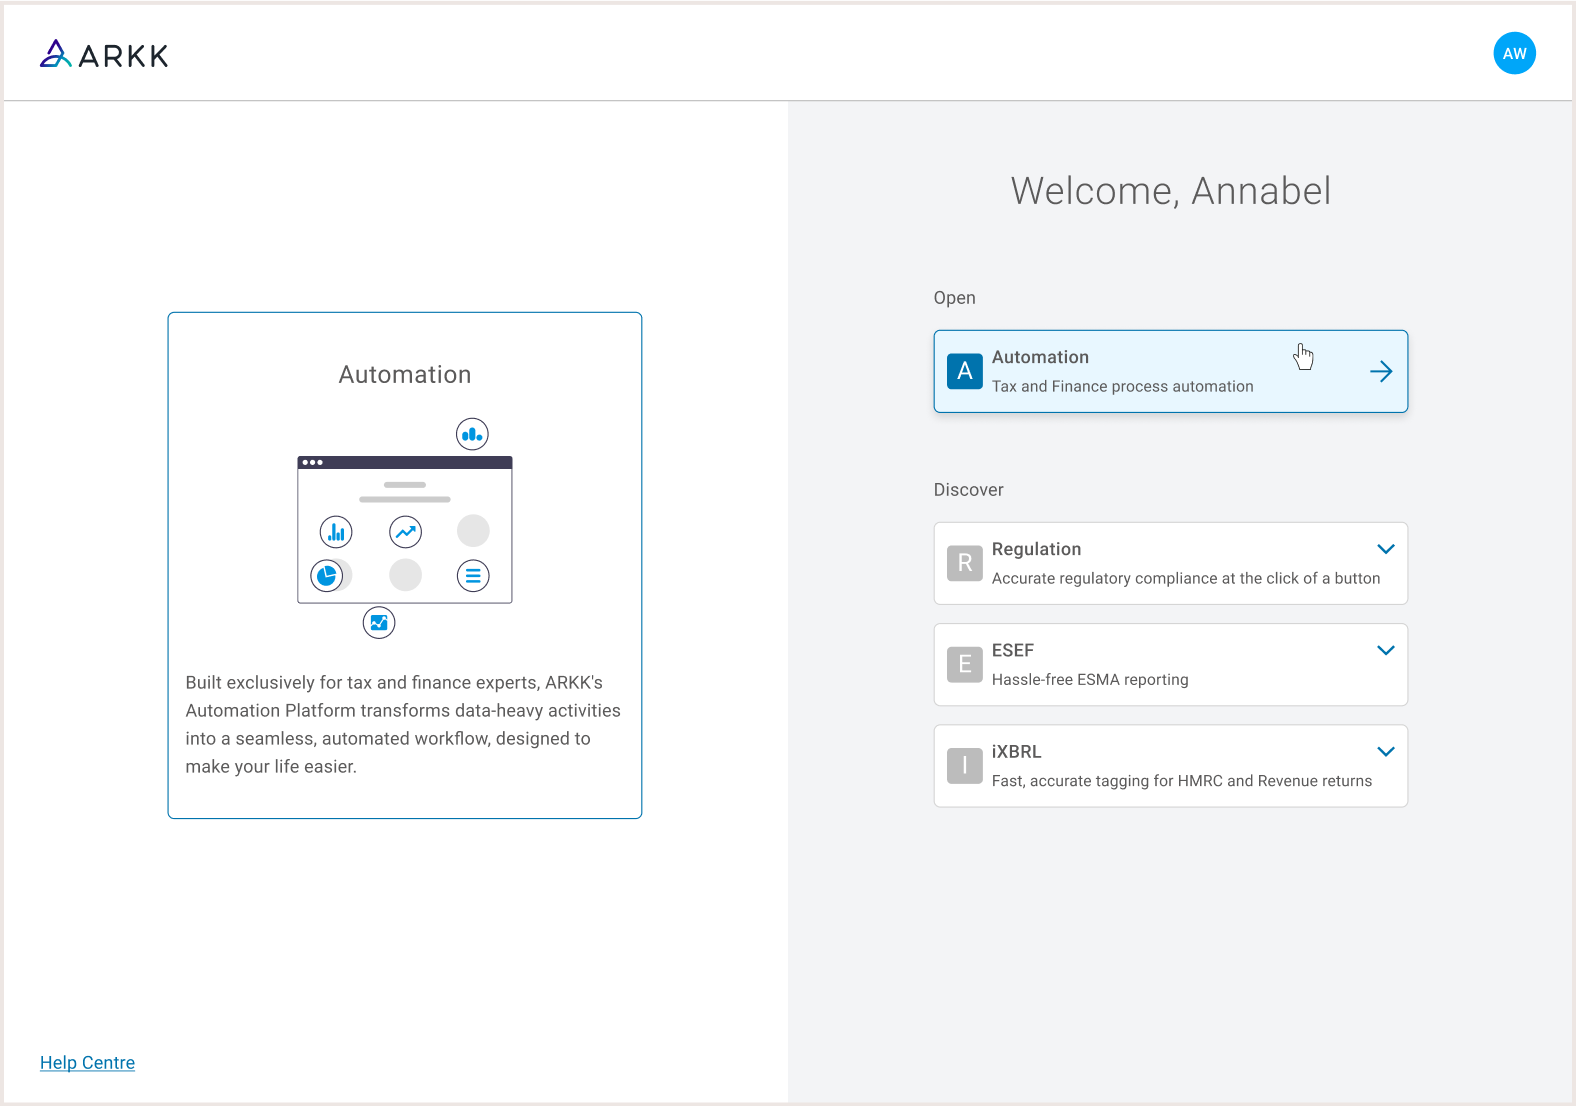 ARKK
AW
Automation
Built exclusively for tax and finance experts, ARKK's
Automation Platform transforms data-heavy activities
into a seamless, automated workflow, designed to
make your life easier.
Help Centre
Welcome, Annabel
Open
A
Automation
Tax and Finance process automation
Discover
R
Regulation
Accurate regulatory compliance at the click of a button
E
ESEF
Hassle-free ESMA reporting
I
iXBRL
Fast, accurate tagging for HMRC and Revenue returns